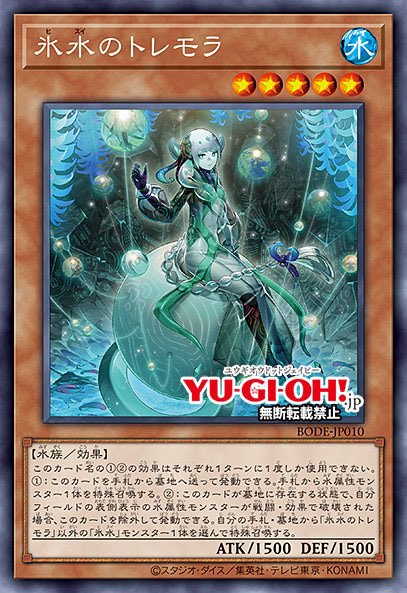 氷水のトレモラ
水
ユウギオウドットジェイピー
YU-GI-OH!.jp
無断転載禁止
BODE-JP010
【水族/効果】
このカード名の①②の効果はそれぞれ1ターンに1度しか使用できない。
①:このカードを手札から墓地へ送って発動できる。手札から水属性モン
スター1体を特殊召喚する。②:このカードが墓地に存在する状態で、自分
フィールドの表側表示の水属性モンスターが戦闘・効果で破壊された
場合、このカードを除外して発動できる。自分の手札・墓地から「氷水のトレ
モラ」以外の「氷水」モンスター1体を選んで特殊召喚する。
ATK/1500 DEF/1500
©スタジオ・ダイス/集英社・テレビ東京・KONAMI